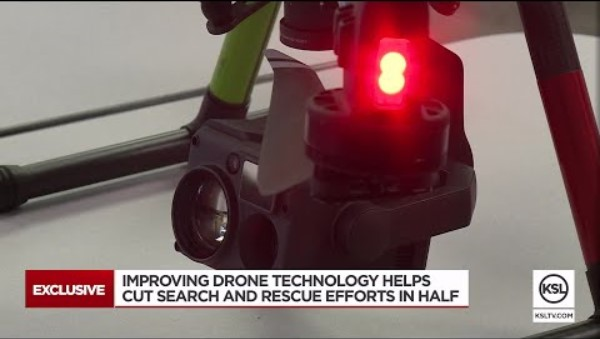 EXCLUSIVE
IMPROVING DRONE TECHNOLOGY HELPS
CUT SEARCH AND RESCUE EFFORTS IN HALF
KSL
KSLTV.COM